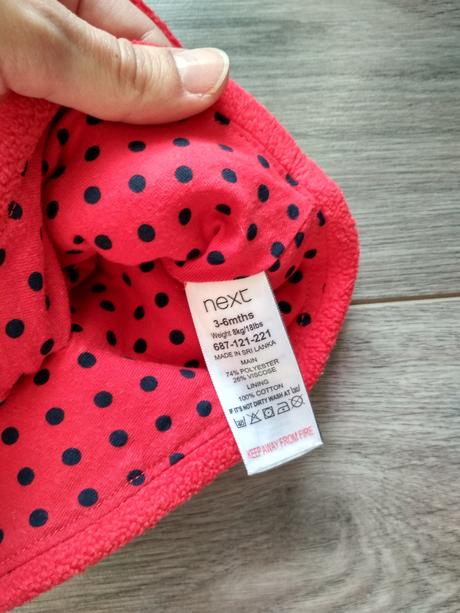 next
3-6mths
Weight 8kg/18lbs
687-121-221
MADE IN SRI LANKA
MAIN
74% POLYESTER
26% VISCOSE
LINING
100% COTTON
IF IT'S NOT DIRTY WASH AT
KEEP AWAY FROM FIRE